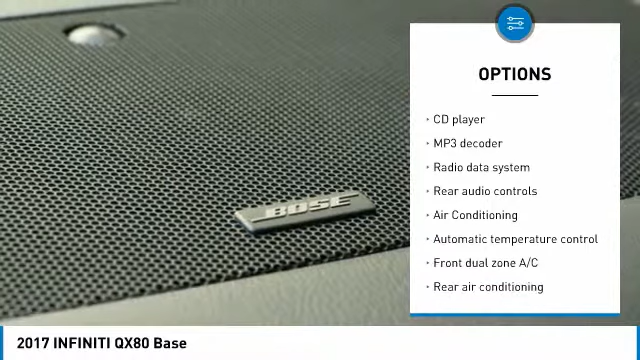 BOSE
OPTIONS
• CD player
• MP3 decoder
• Radio data system
• Rear audio controls
• Air Conditioning
• Automatic temperature control
• Front dual zone A/C
• Rear air conditioning
2017 INFINITI QX80 Base